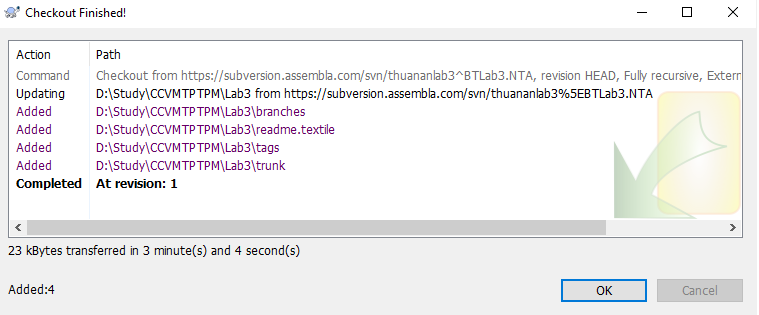 Checkout Finished!
Action Path
Command Checkout from https://subversion.assembla.com/svn/thuananlab3^BTLab3.NTA, revision HEAD, Fully recursive, Extern
Updating D:\Study\CCVMTPTPM\Lab3 from https://subversion.assembla.com/svn/thuananlab3%5EBTLab3.NTA
Added D:\Study\CCVMTPTPM\Lab3\branches
Added D:\Study\CCVMTPTPM\Lab3\readme.textile
Added D:\Study\CCVMTPTPM\Lab3\tags
Added D:\Study\CCVMTPTPM\Lab3\trunk
Completed At revision: 1
23 kBytes transferred in 3 minute(s) and 4 second(s)
Added:4
OK Cancel